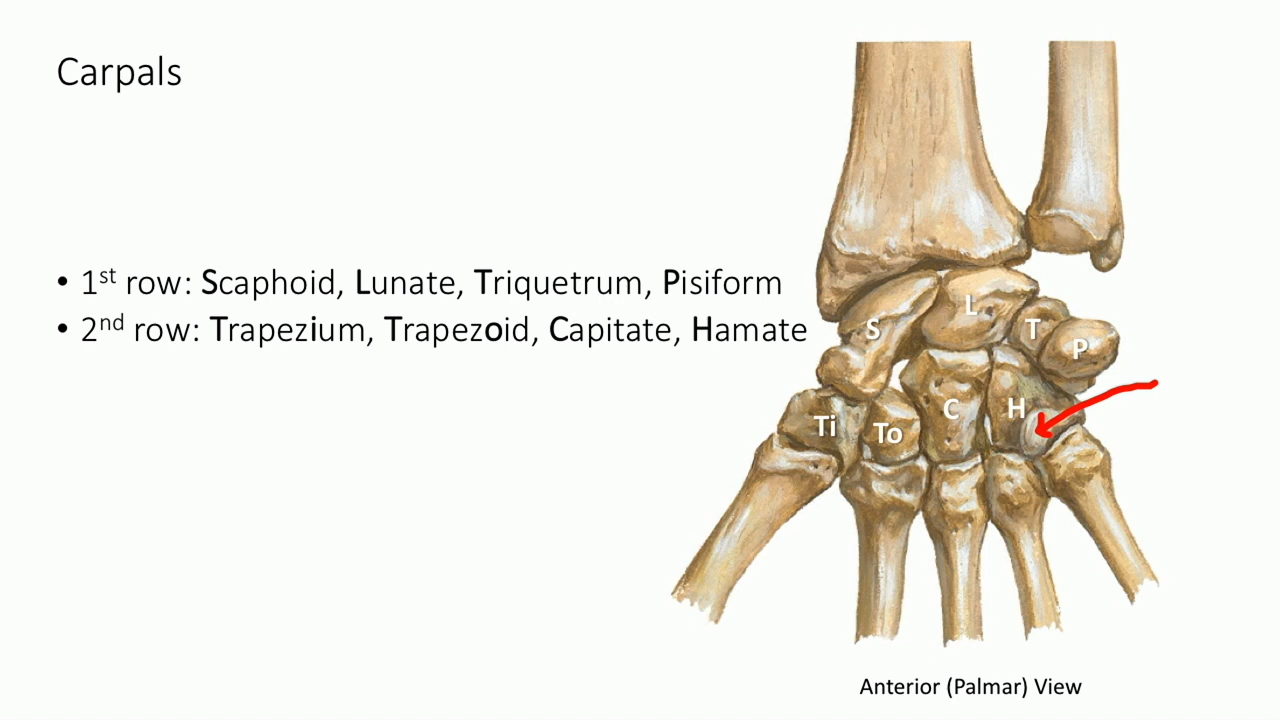 Carpals
• 1st row: Scaphoid, Lunate, Triquetrum, Pisiform
• 2nd row: Trapezium, Trapezoid, Capitate, Hamate
S
L
T
P
Ti
To
C
H
Anterior (Palmar) View